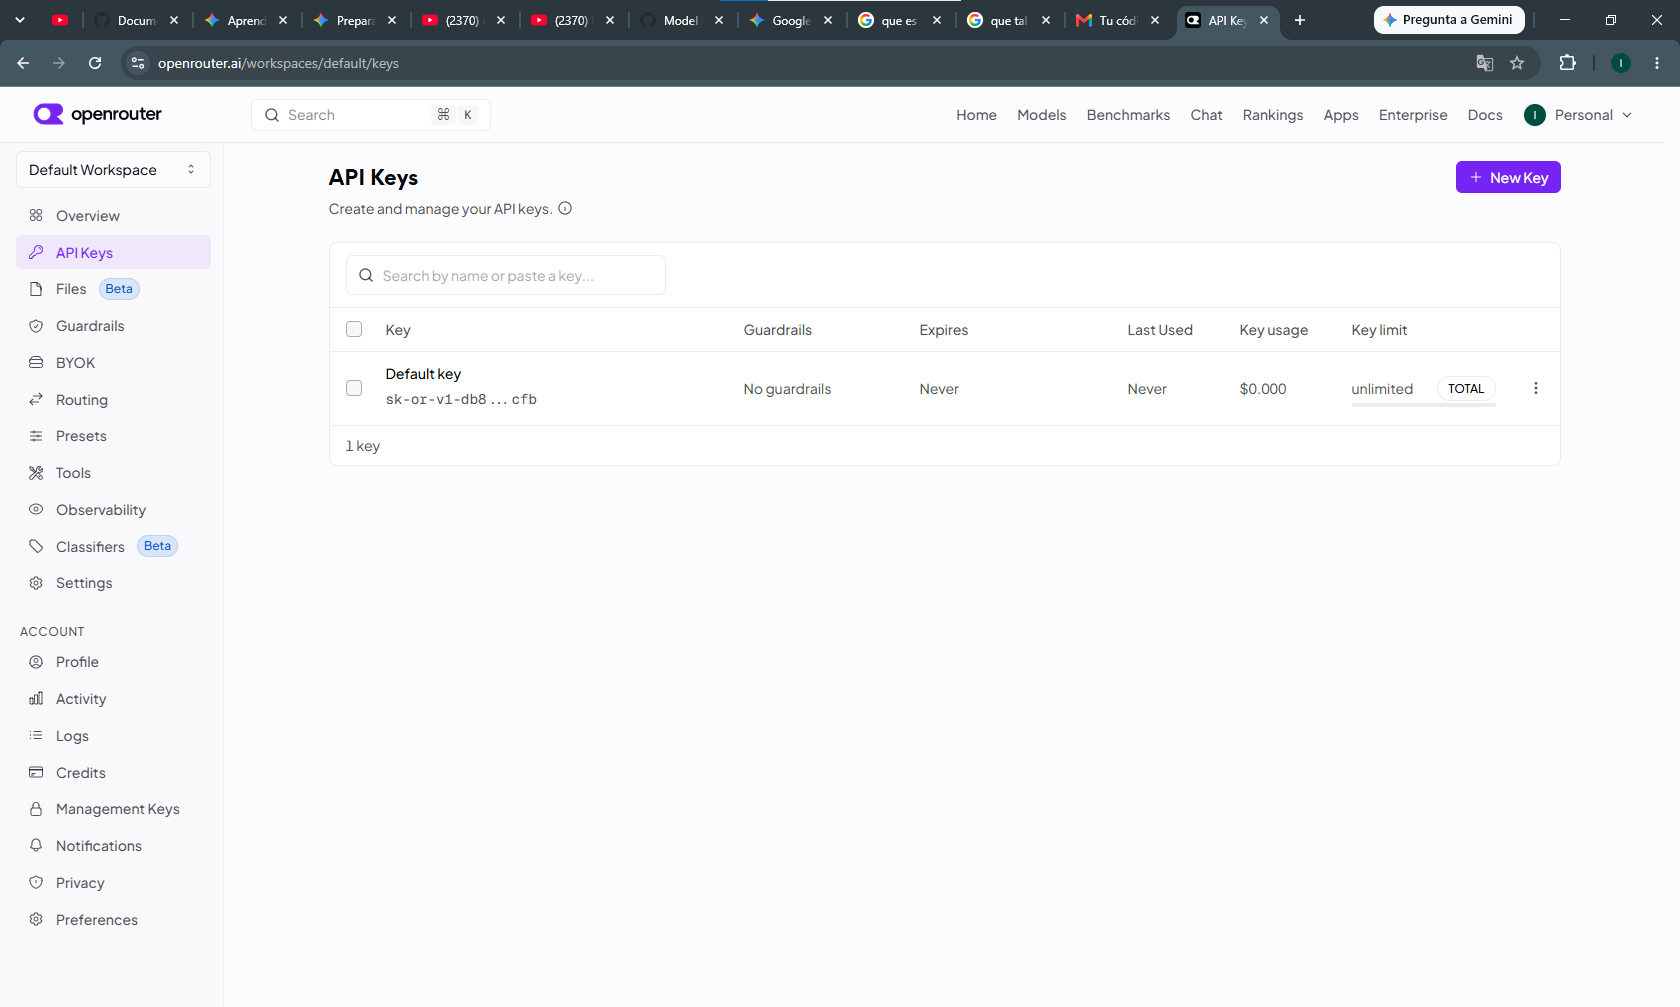 Docum
Aprend
Prepara
(2370)
(2370)
Model
Google
que es
que tal
Tu códi
API Key
Pregunta a Gemini
openrouter.ai/workspaces/default/keys
I
openrouter
Search ⌘ K
Home Models Benchmarks Chat Rankings Apps Enterprise Docs I Personal
Default Workspace
Overview
API Keys
Files Beta
Guardrails
BYOK
Routing
Presets
Tools
Observability
Classifiers Beta
Settings
ACCOUNT
Profile
Activity
Logs
Credits
Management Keys
Notifications
Privacy
Preferences
API Keys
Create and manage your API keys.
+ New Key
Search by name or paste a key...
Key Guardrails Expires Last Used Key usage Key limit
Default key
sk-or-v1-db8...cfb
No guardrails Never Never $0.000 unlimited TOTAL
1 key